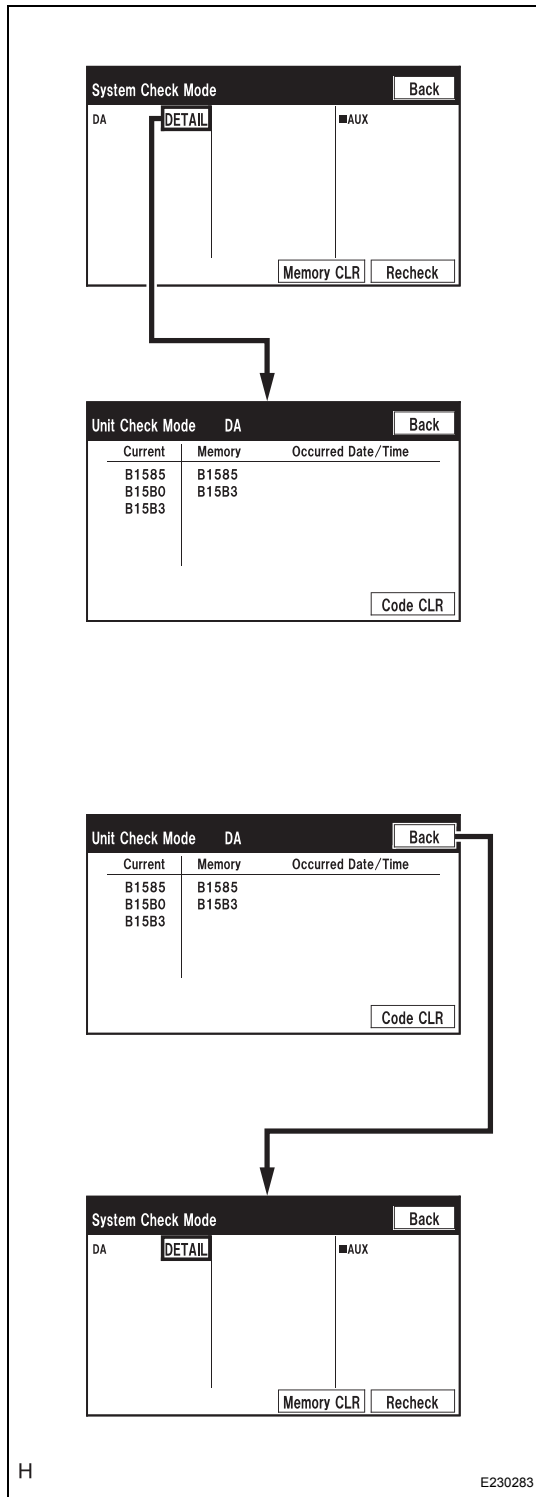 System Check Mode Back
DA DETAIL ■AUX
Memory CLR Recheck
Unit Check Mode DA Back
Current Memory Occurred Date/Time
B1585 B1585
B15B0 B15B3
B15B3
Code CLR
Unit Check Mode DA Back
Current Memory Occurred Date/Time
B1585 B1585
B15B0 B15B3
B15B3
Code CLR
System Check Mode Back
DA DETAIL ■AUX
Memory CLR Recheck
H
E230283